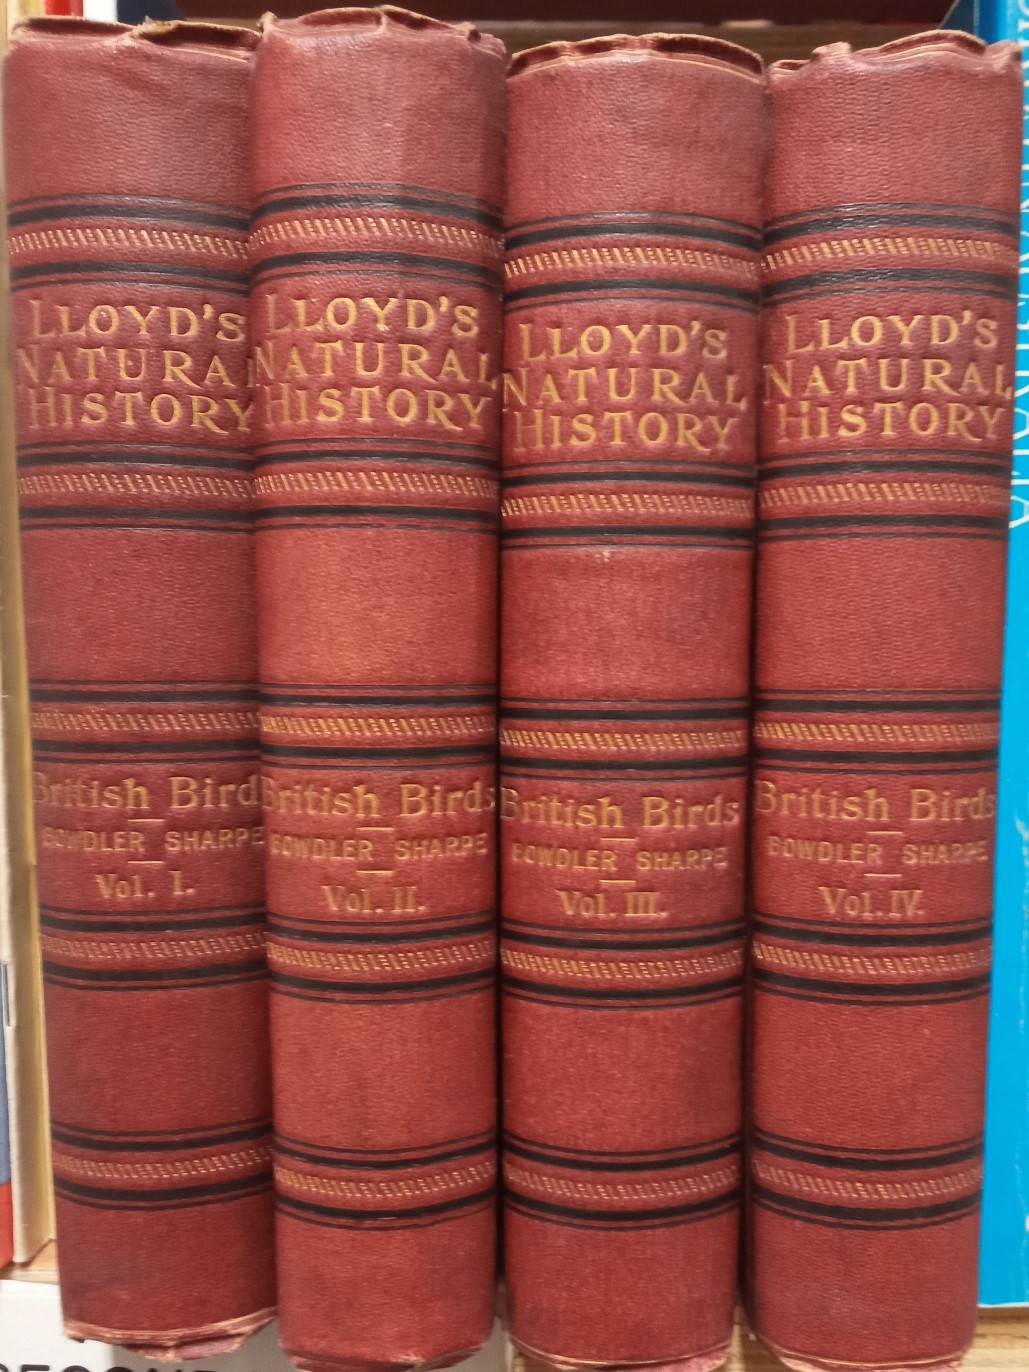 LLOYD'S
NATURAL
HISTORY
British Birds
BOWDLER SHARPE
Vol. I.
LLOYD'S
NATURAL
HISTORY
British Birds
BOWDLER SHARPE
Vol. II.
LLOYD'S
NATURAL
HISTORY
British Birds
BOWDLER SHARPE
Vol. III.
LLOYD'S
NATURAL
HISTORY
British Birds
BOWDLER SHARPE
Vol. IV.